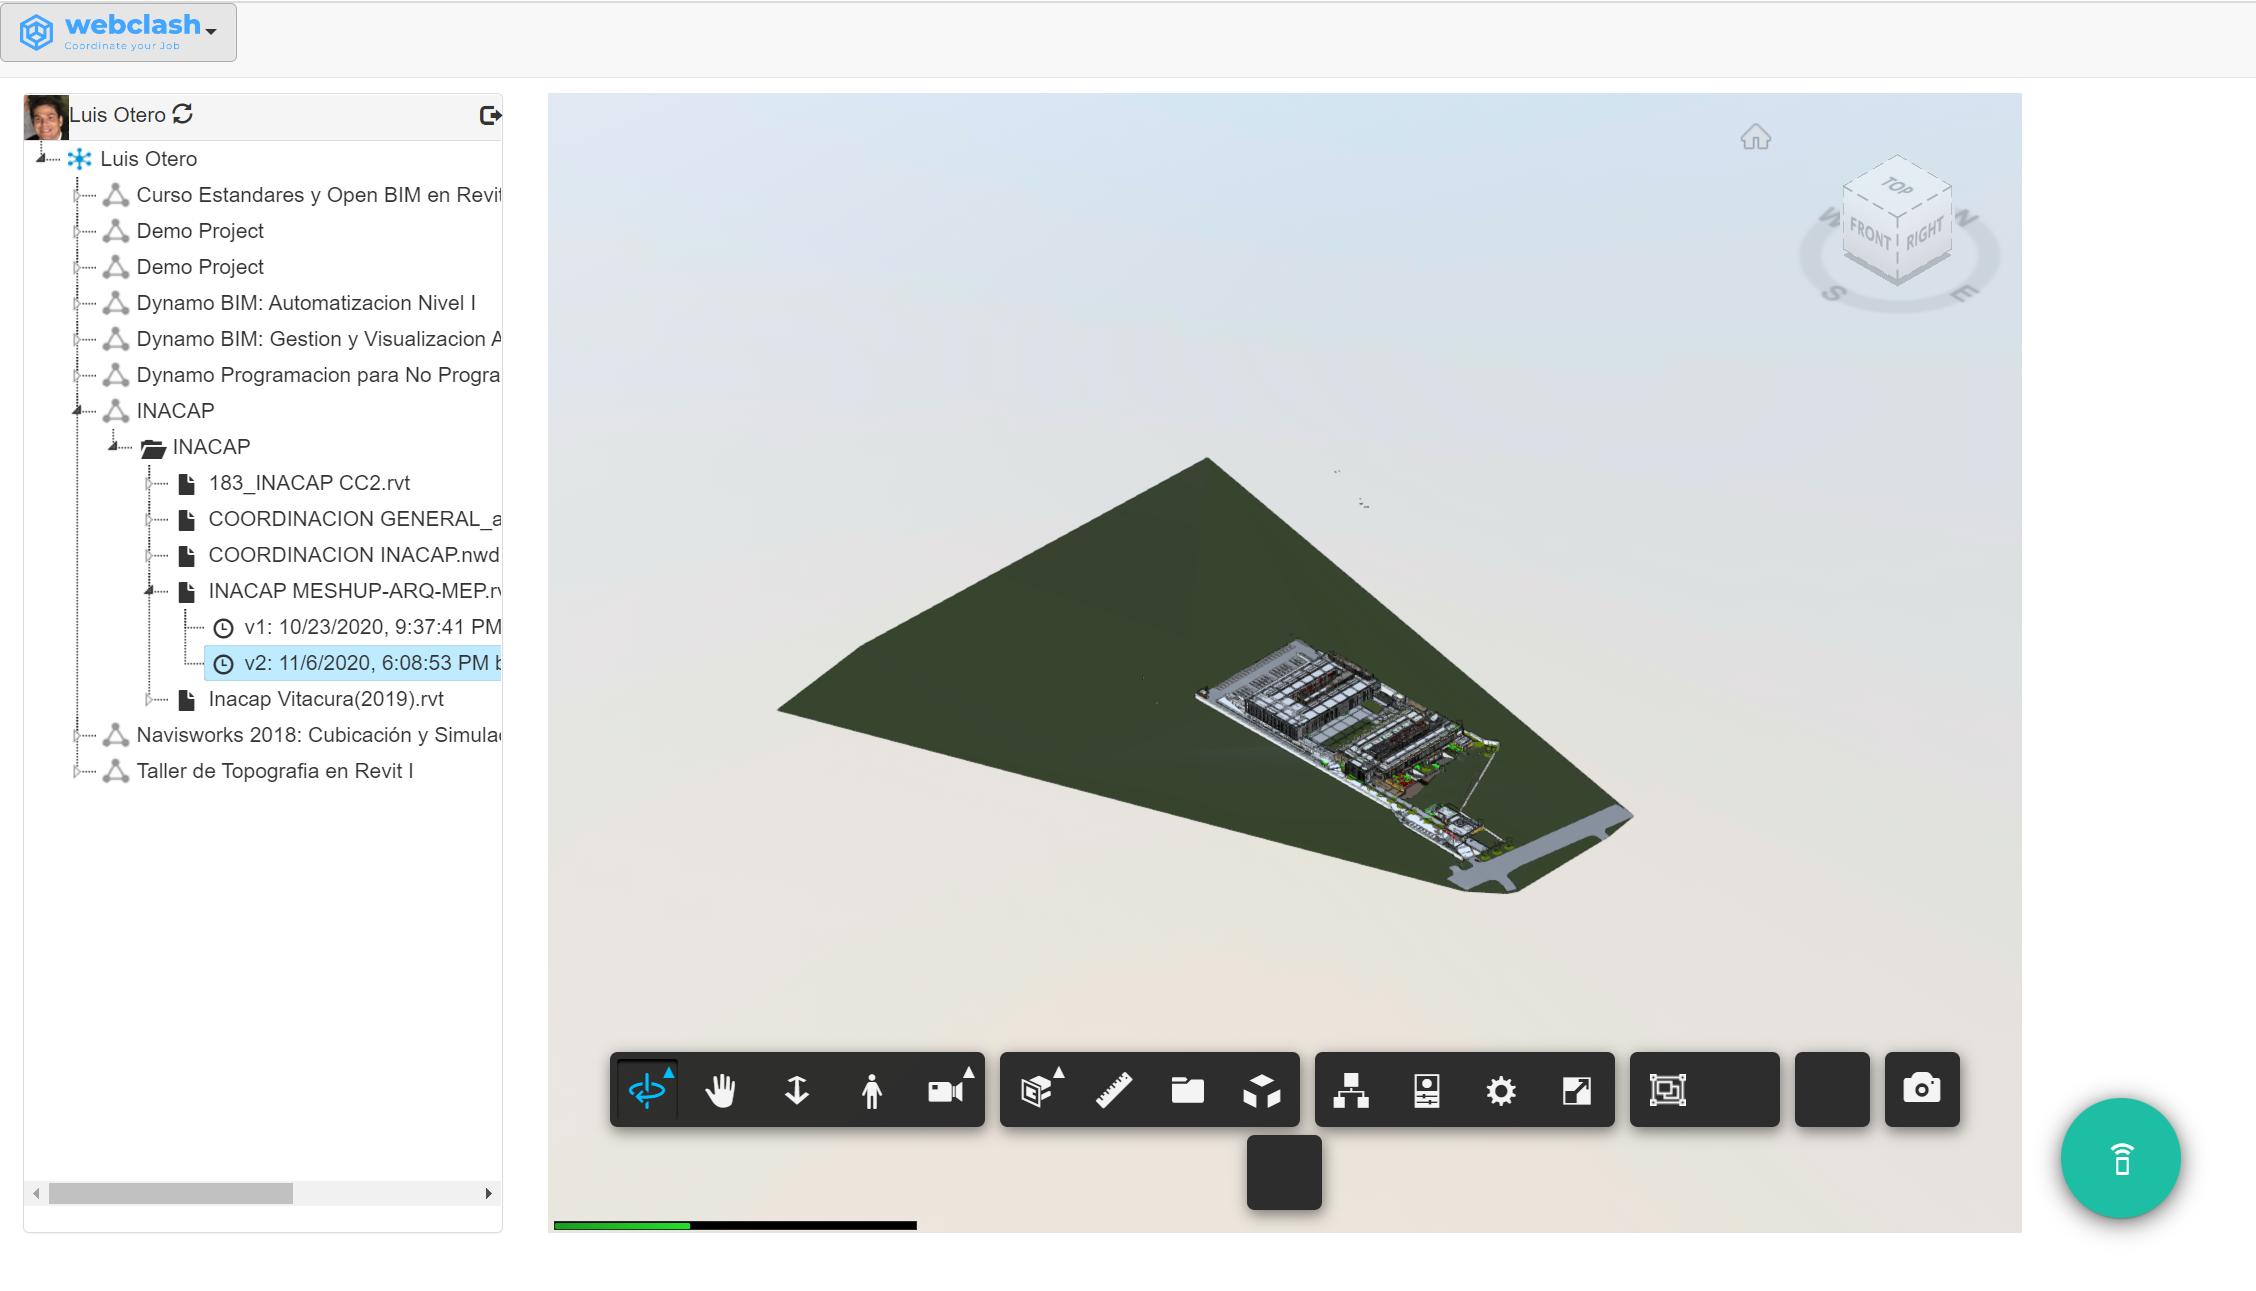 webclash
Coordinate your Job
Luis Otero
Luis Otero
Curso Estandares y Open BIM en Revit
Demo Project
Demo Project
Dynamo BIM: Automatizacion Nivel I
Dynamo BIM: Gestion y Visualizacion A
Dynamo Programacion para No Progra
INACAP
INACAP
183_INACAP CC2.rvt
COORDINACION GENERAL_a
COORDINACION INACAP.nwd
INACAP MESHUP-ARQ-MEP.rv
v1: 10/23/2020, 9:37:41 PM
v2: 11/6/2020, 6:08:53 PM b
Inacap Vitacura(2019).rvt
Navisworks 2018: Cubicación y Simula
Taller de Topografia en Revit I
TOP
FRONT
RIGHT
W
N
S
E